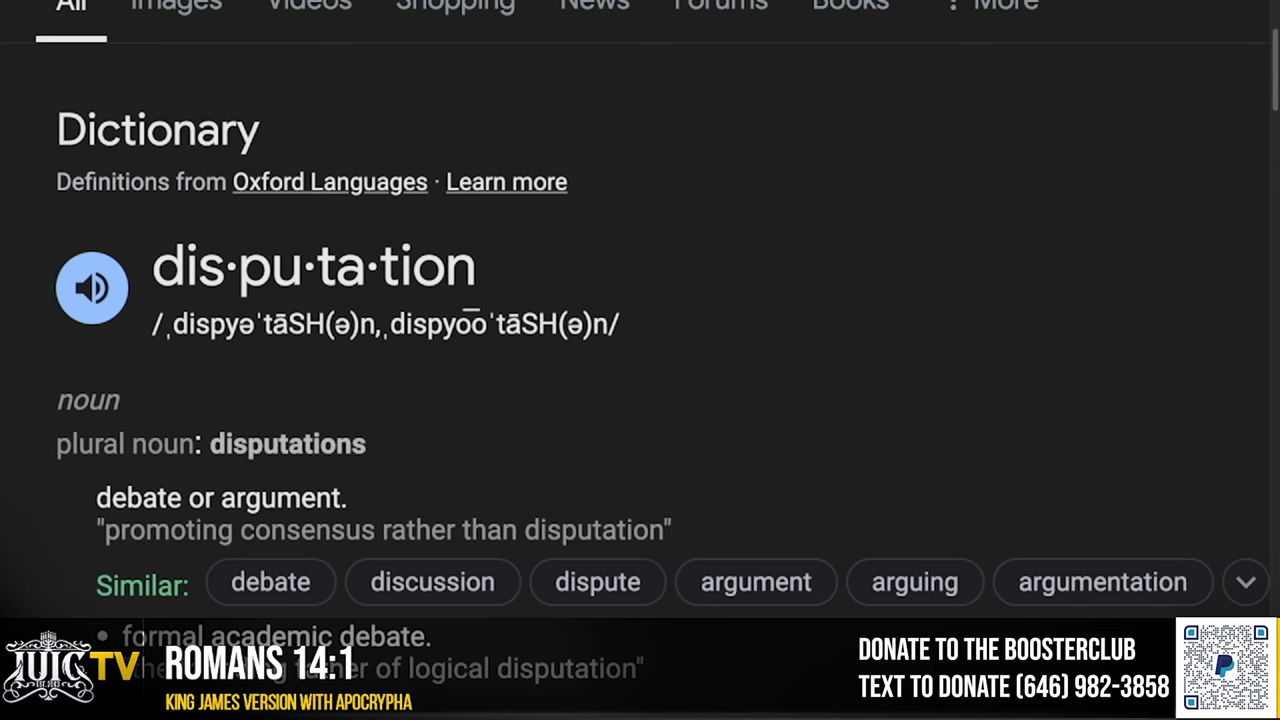 All Images Videos Shopping News Forums Books ⋮ More
Dictionary
Definitions from Oxford Languages · Learn more
dis·pu·ta·tion
/ˌdispyəˈtāSH(ə)n,ˌdispyo͞oˈtāSH(ə)n/
noun
plural noun: disputations
debate or argument.
"promoting consensus rather than disputation"
Similar: debate discussion dispute argument arguing argumentation
• formal academic debate.
of logical disputation"
IUIC TV
ROMANS 14:1
KING JAMES VERSION WITH APOCRYPHA
DONATE TO THE BOOSTERCLUB
TEXT TO DONATE (646) 982-3858